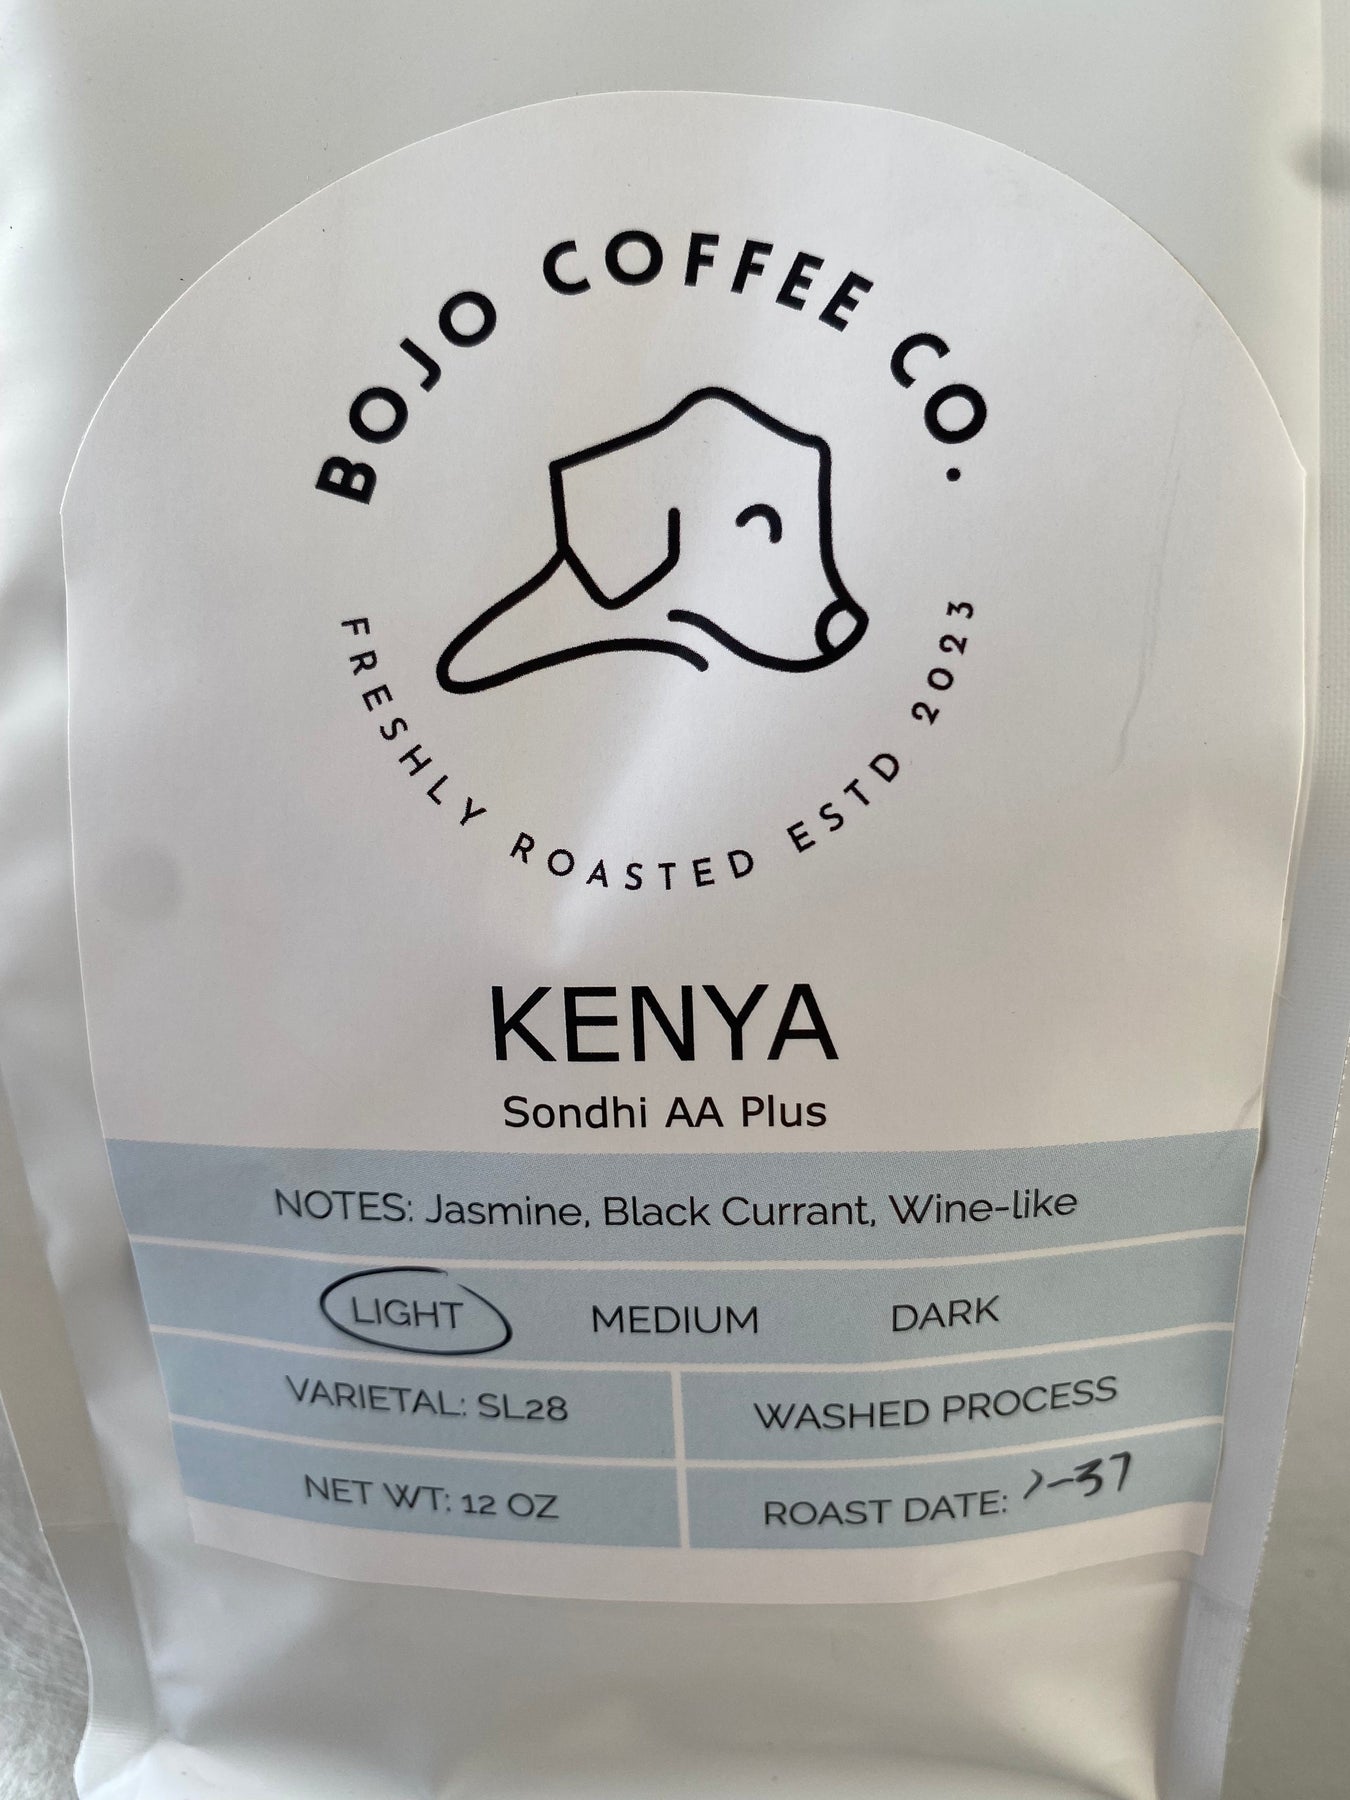 BOJO COFFEE CO.
FRESHLY ROASTED ESTD 2023
KENYA
Sondhi AA Plus
NOTES: Jasmine, Black Currant, Wine-like
LIGHT MEDIUM DARK
VARIETAL: SL28 WASHED PROCESS
NET WT: 12 OZ ROAST DATE: